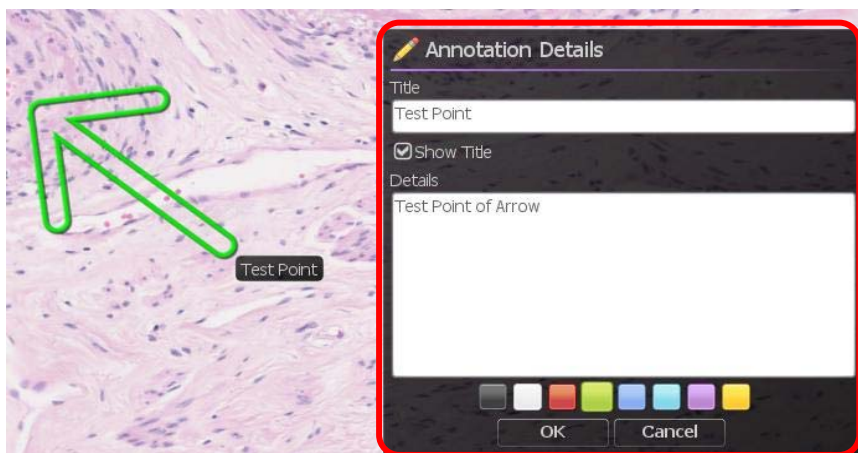 Annotation Details
Title
Test Point
Show Title
Details
Test Point of Arrow
Test Point
OK Cancel